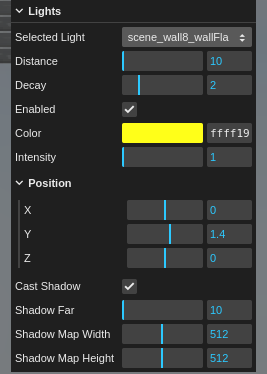 Lights
Selected Light scene_wall8_wallFla
Distance 10
Decay 2
Enabled
Color ffff19
Intensity 1
Position
X 0
Y 1.4
Z 0
Cast Shadow
Shadow Far 10
Shadow Map Width 512
Shadow Map Height 512